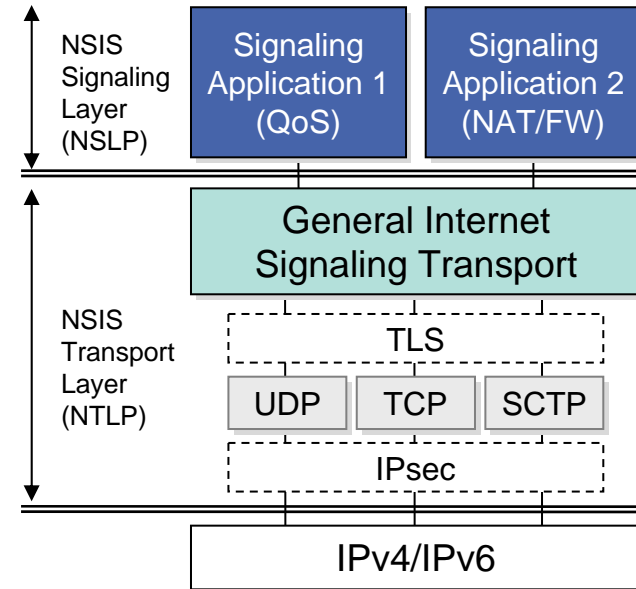 NSIS
Signaling
Layer
(NSLP)
Signaling
Application 1
(QoS)
Signaling
Application 2
(NAT/FW)
NSIS
Transport
Layer
(NTLP)
General Internet
Signaling Transport
TLS
UDP
TCP
SCTP
IPsec
IPv4/IPv6